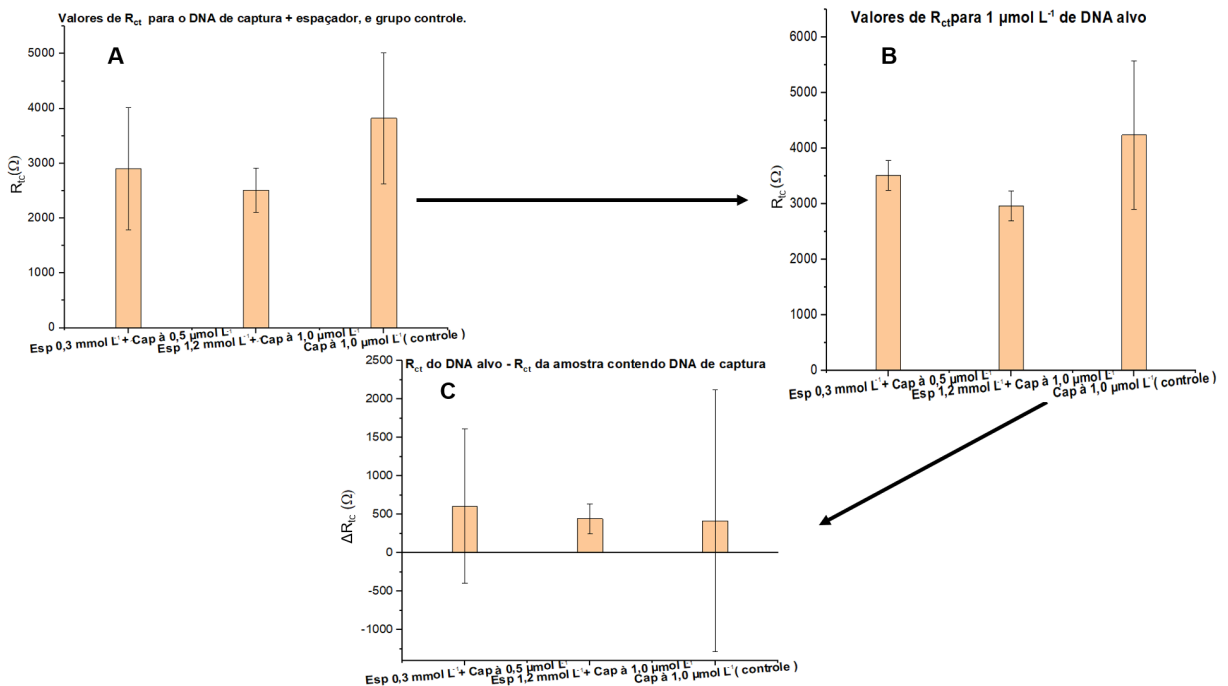 Valores de Rct para o DNA de captura + espaçador, e grupo controle.
A
5000
4000
3000
2000
1000
0
Rtc(Ω)
Esp 0,3 mmol L-1+ Cap à 0,5 µmol L-1
Esp 1,2 mmol L-1+ Cap à 1,0 µmol L-1
Cap à 1,0 µmol L-1( controle )
Valores de Rct para 1 µmol L-1 de DNA alvo
B
6000
5000
4000
3000
2000
1000
0
Rtc(Ω)
Esp 0,3 mmol L-1+ Cap à 0,5 µmol L-1
Esp 1,2 mmol L-1+ Cap à 1,0 µmol L-1
Cap à 1,0 µmol L-1( controle )
Rct do DNA alvo - Rct da amostra contendo DNA de captura
C
2500
2000
1500
1000
500
0
-500
-1000
ΔRtc (Ω)
Esp 0,3 mmol L-1+ Cap à 0,5 µmol L-1
Esp 1,2 mmol L-1+ Cap à 1,0 µmol L-1
Cap à 1,0 µmol L-1( controle )